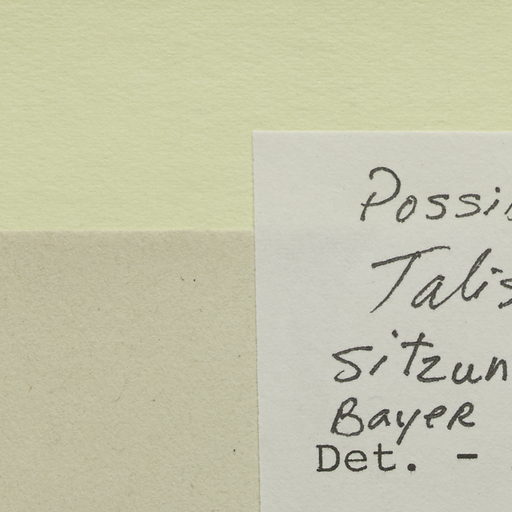 Possi
Talis
sitzun
Bayer
Det. -